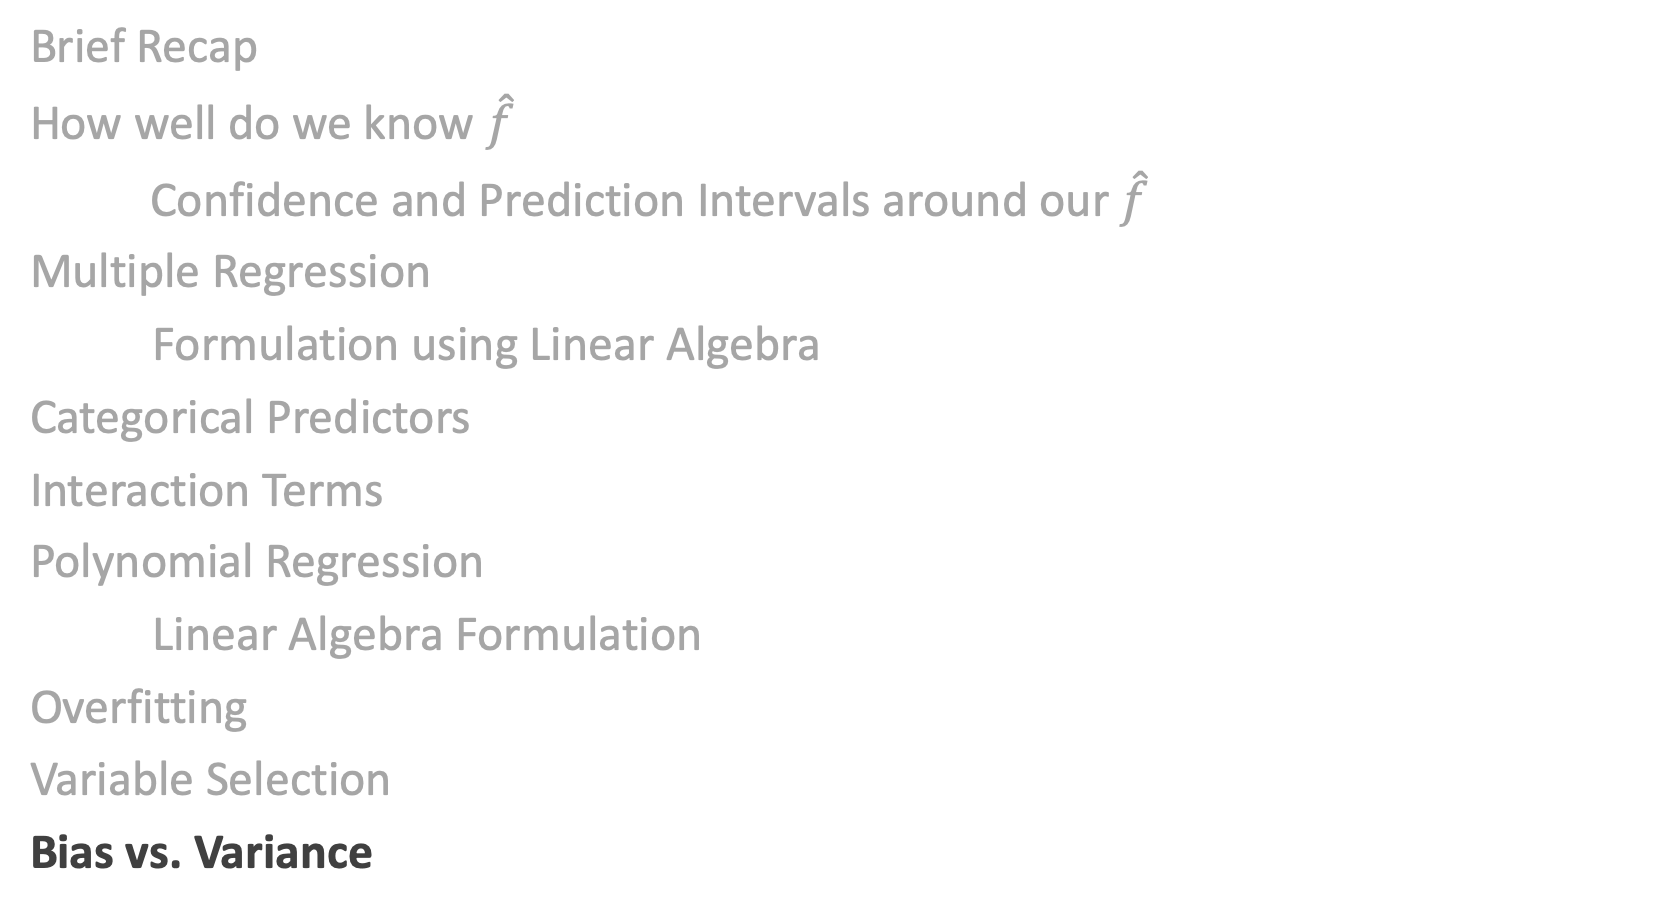 Brief Recap
How well do we know f̂
Confidence and Prediction Intervals around our f̂
Multiple Regression
Formulation using Linear Algebra
Categorical Predictors
Interaction Terms
Polynomial Regression
Linear Algebra Formulation
Overfitting
Variable Selection
Bias vs. Variance